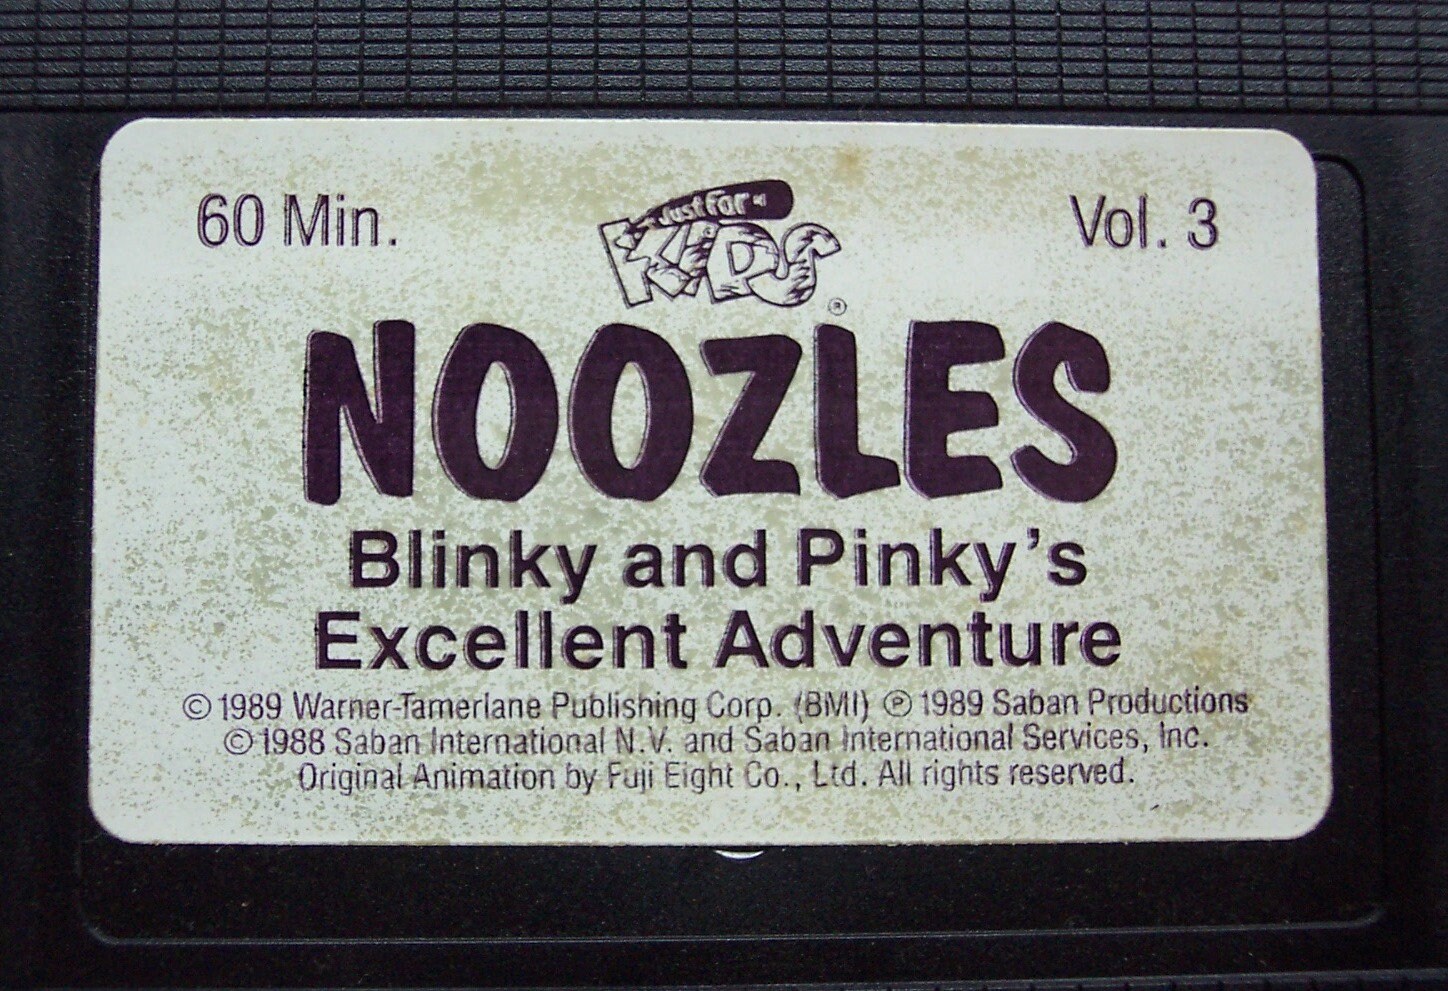 60 Min.
Just For
KIDS ®
Vol. 3
NOOZLES
Blinky and Pinky's
Excellent Adventure
© 1989 Warner-Tamerlane Publishing Corp. (BMI) ℗ 1989 Saban Productions
© 1988 Saban International N.V. and Saban International Services, Inc.
Original Animation by Fuji Eight Co., Ltd. All rights reserved.